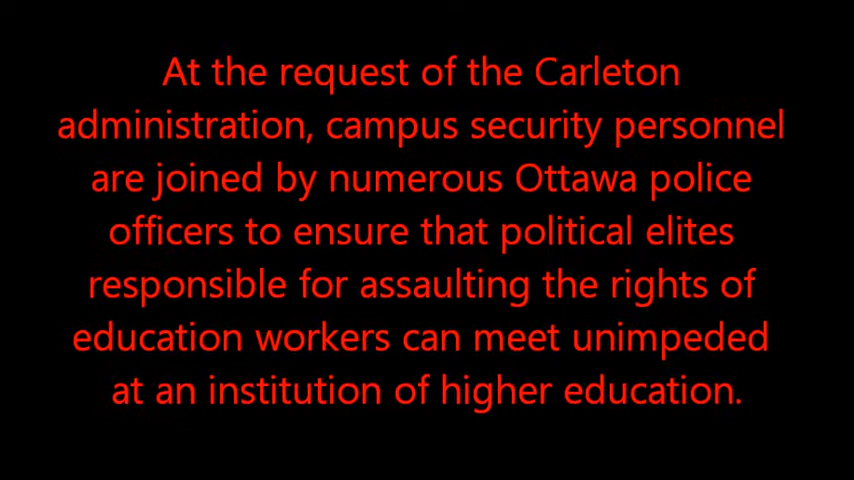 At the request of the Carleton
administration, campus security personnel
are joined by numerous Ottawa police
officers to ensure that political elites
responsible for assaulting the rights of
education workers can meet unimpeded
at an institution of higher education.